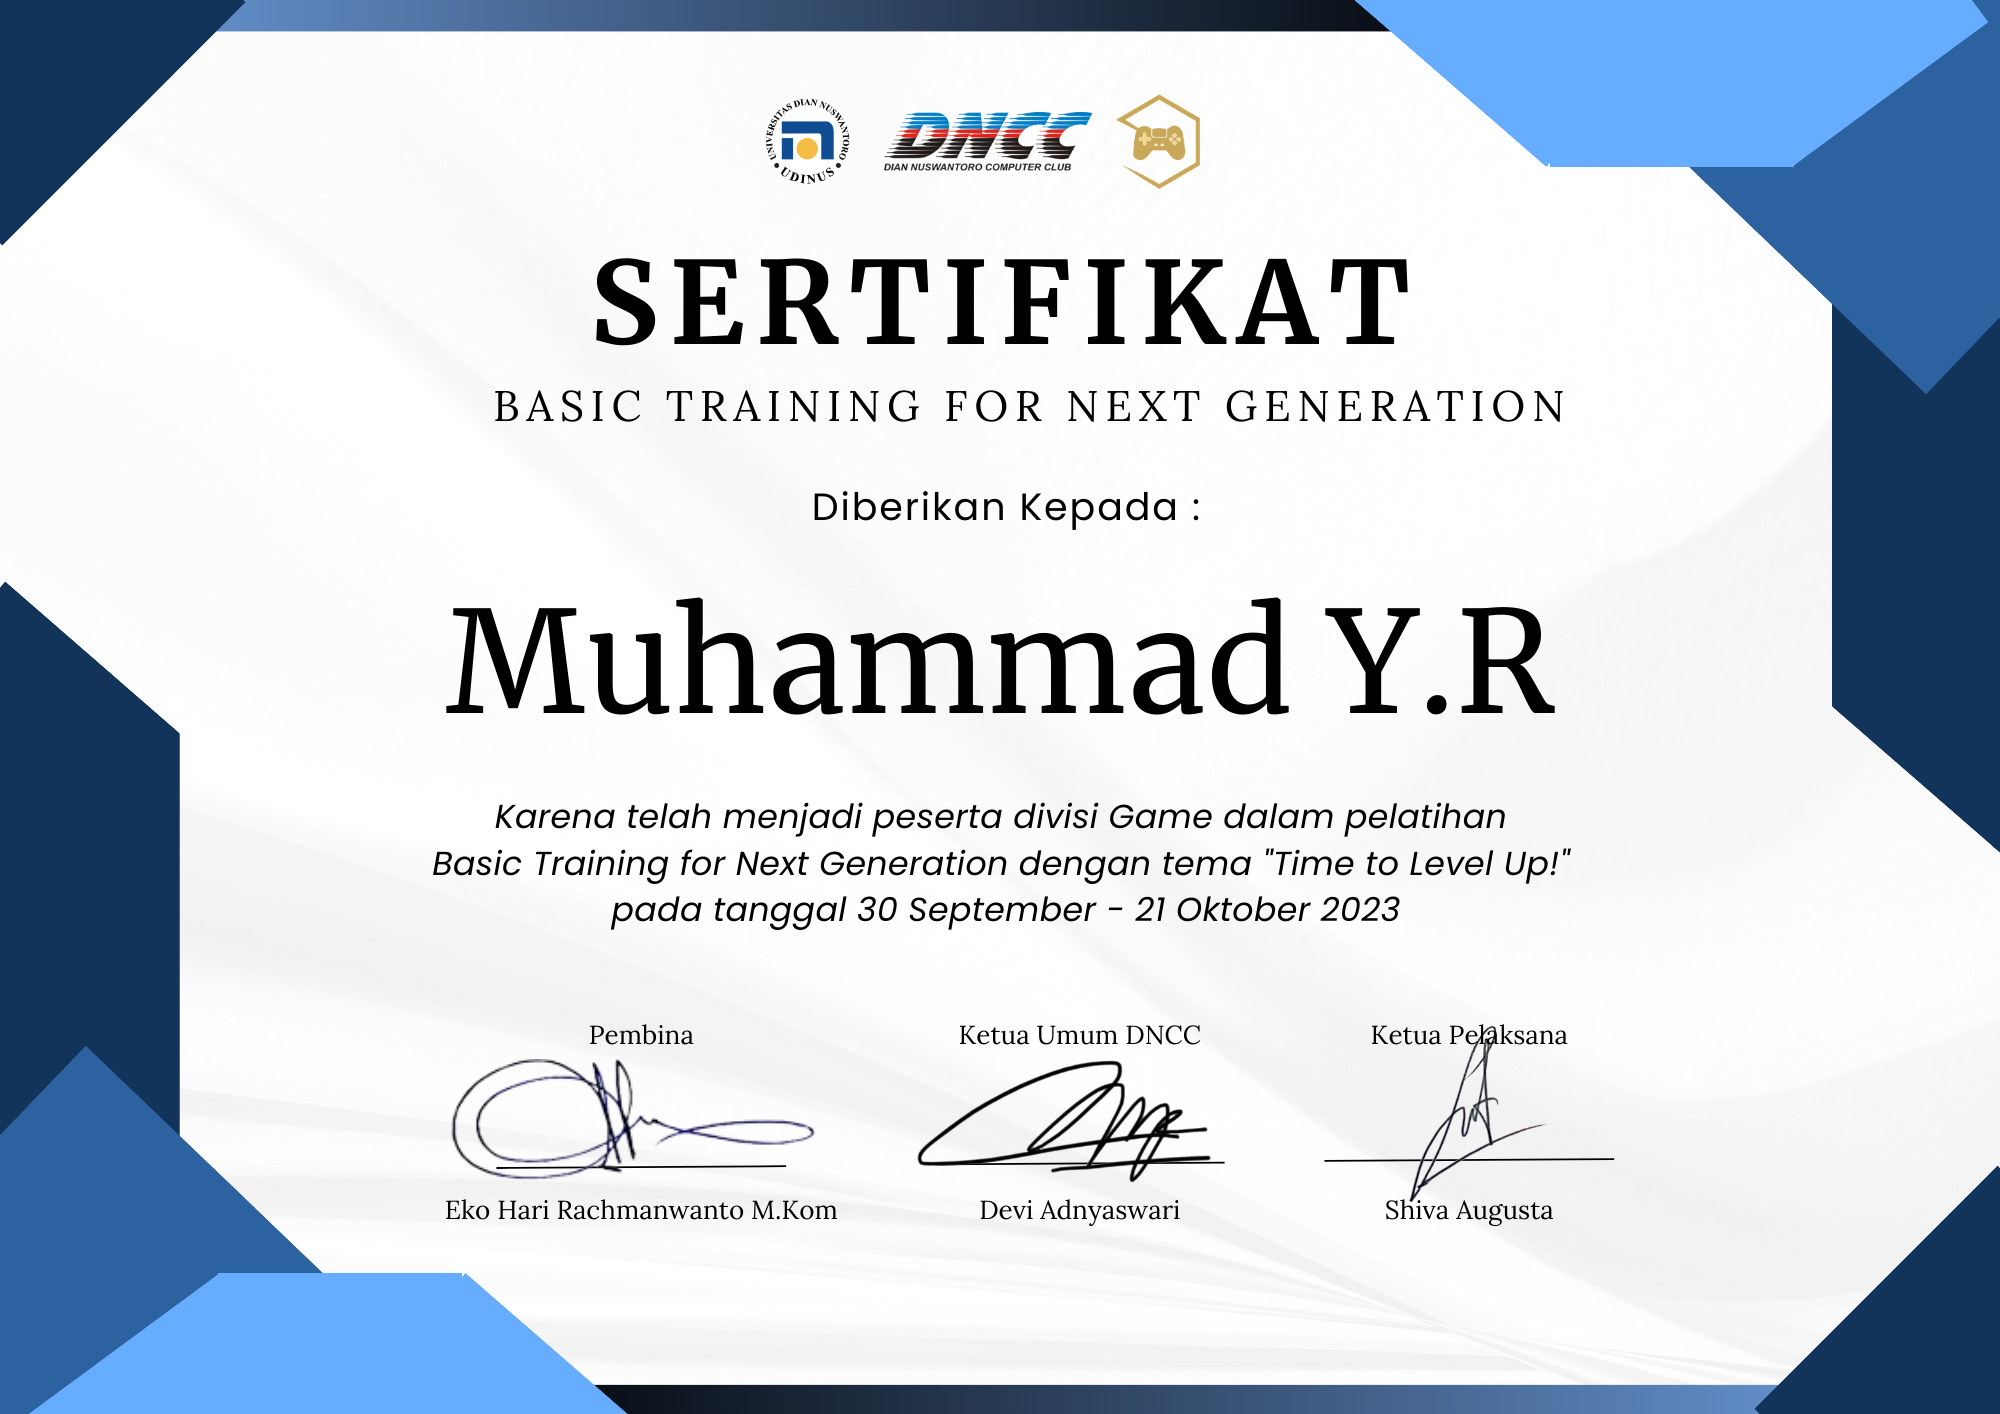 UNIVERSITAS DIAN NUSWANTORO
• UDINUS •
DNCC
DIAN NUSWANTORO COMPUTER CLUB
SERTIFIKAT
BASIC TRAINING FOR NEXT GENERATION
Diberikan Kepada :
Muhammad Y.R
Karena telah menjadi peserta divisi Game dalam pelatihan
Basic Training for Next Generation dengan tema "Time to Level Up!"
pada tanggal 30 September - 21 Oktober 2023
Pembina
Ketua Umum DNCC
Ketua Pelaksana
Eko Hari Rachmanwanto M.Kom
Devi Adnyaswari
Shiva Augusta